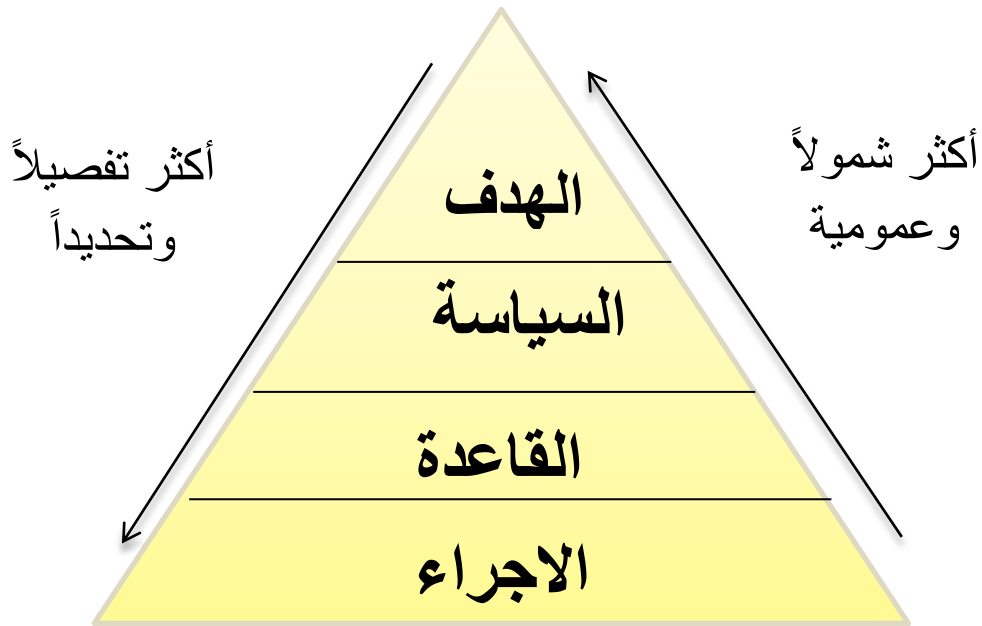 أكثر شمولاً
وعمومية
الهدف
السياسة
القاعدة
الاجراء
أكثر تفصيلاً
وتحديداً